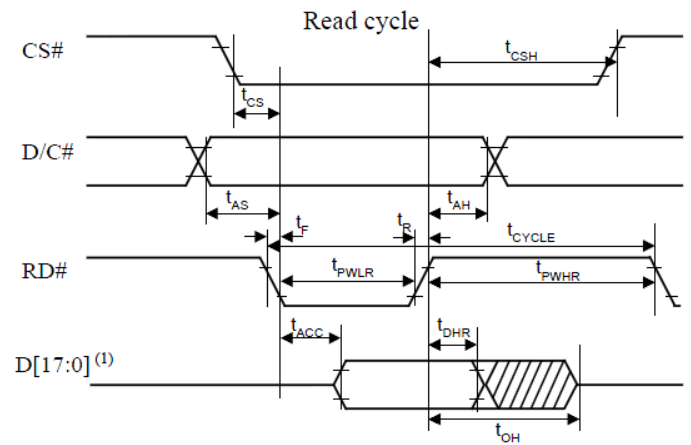 Read cycle
CS#
tCSH
tCS
D/C#
tAS
tF
tR
tAH
tCYCLE
RD#
tPWLR
tPWHR
tACC
tDHR
D[17:0] (1)
tOH